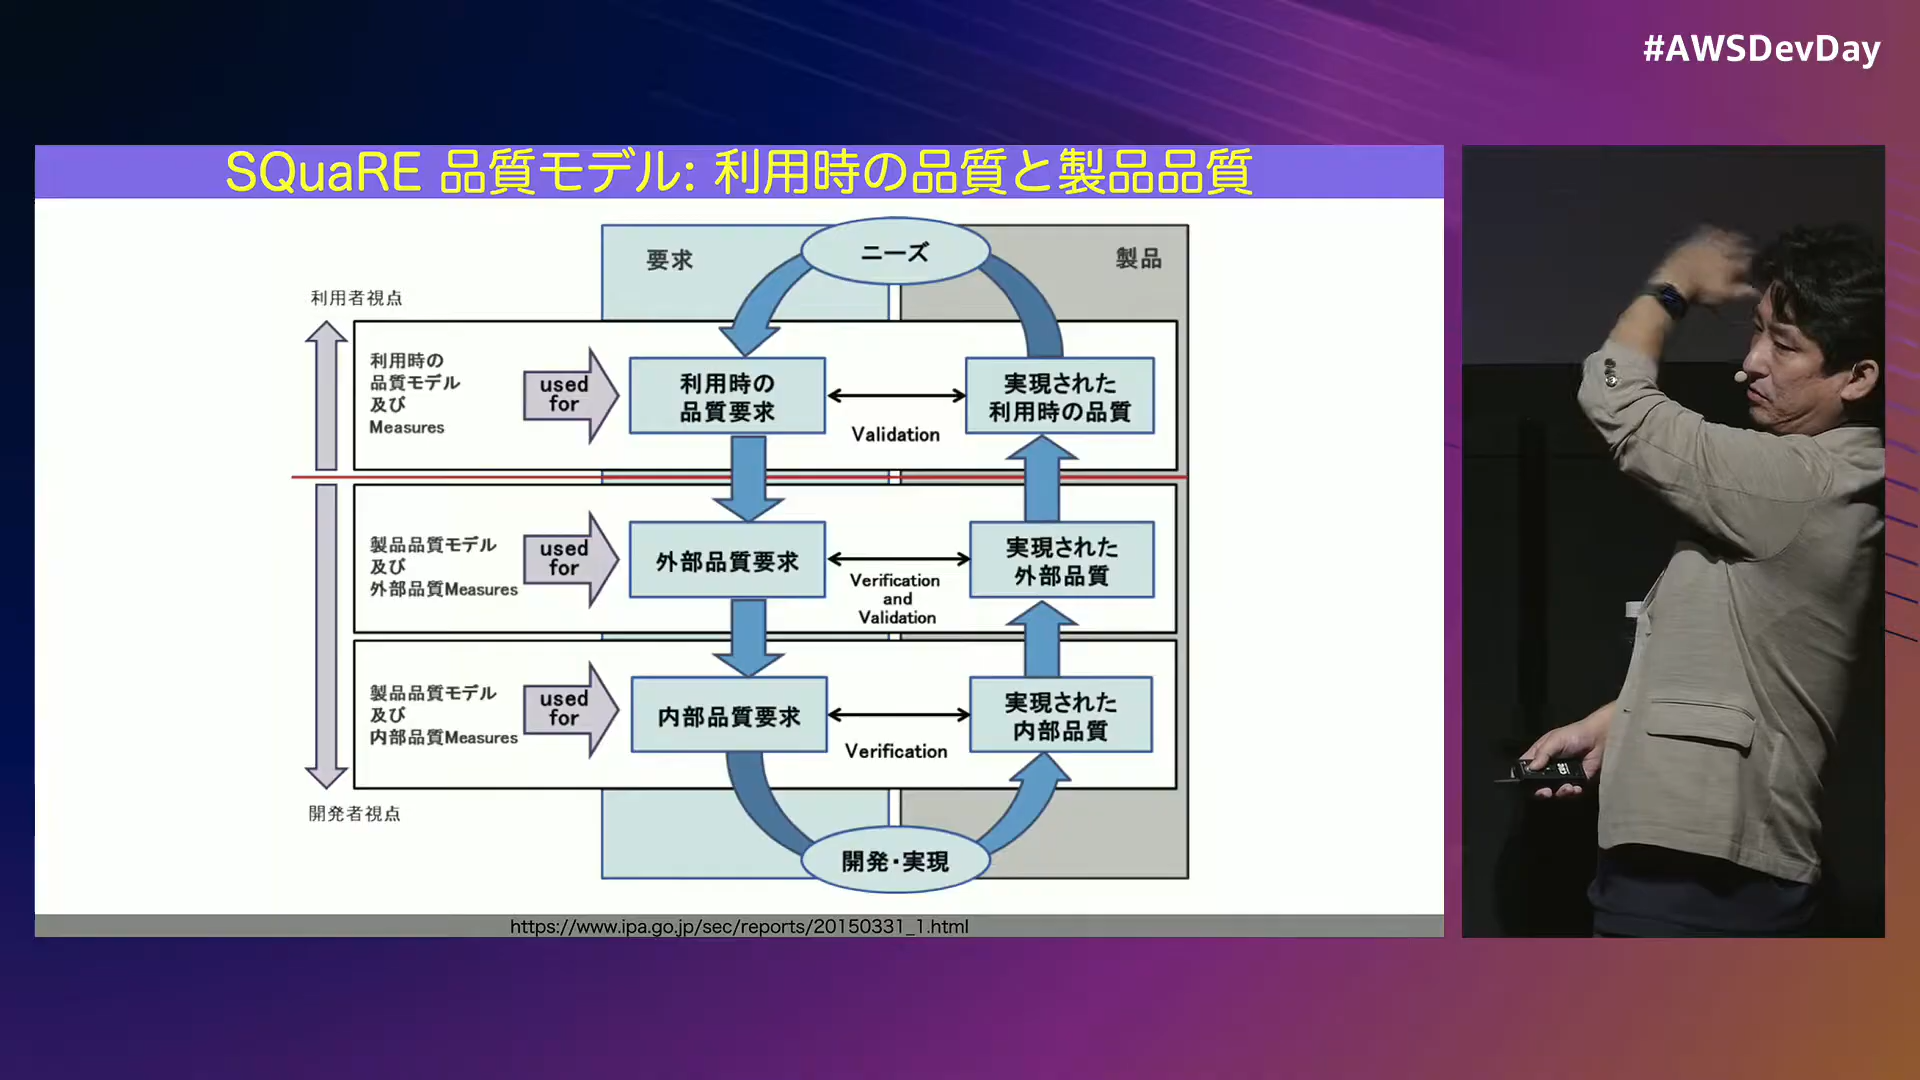 #AWSDevDay
SQuaRE 品質モデル: 利用時の品質と製品品質
要求
ニーズ
製品
利用者視点
利用時の
品質モデル
及び
Measures
used
for
利用時の
品質要求
Validation
実現された
利用時の品質
製品品質モデル
及び
外部品質Measures
used
for
外部品質要求
Verification
and
Validation
実現された
外部品質
製品品質モデル
及び
内部品質Measures
used
for
内部品質要求
Verification
実現された
内部品質
開発者視点
開発・実現
https://www.ipa.go.jp/sec/reports/20150331_1.html